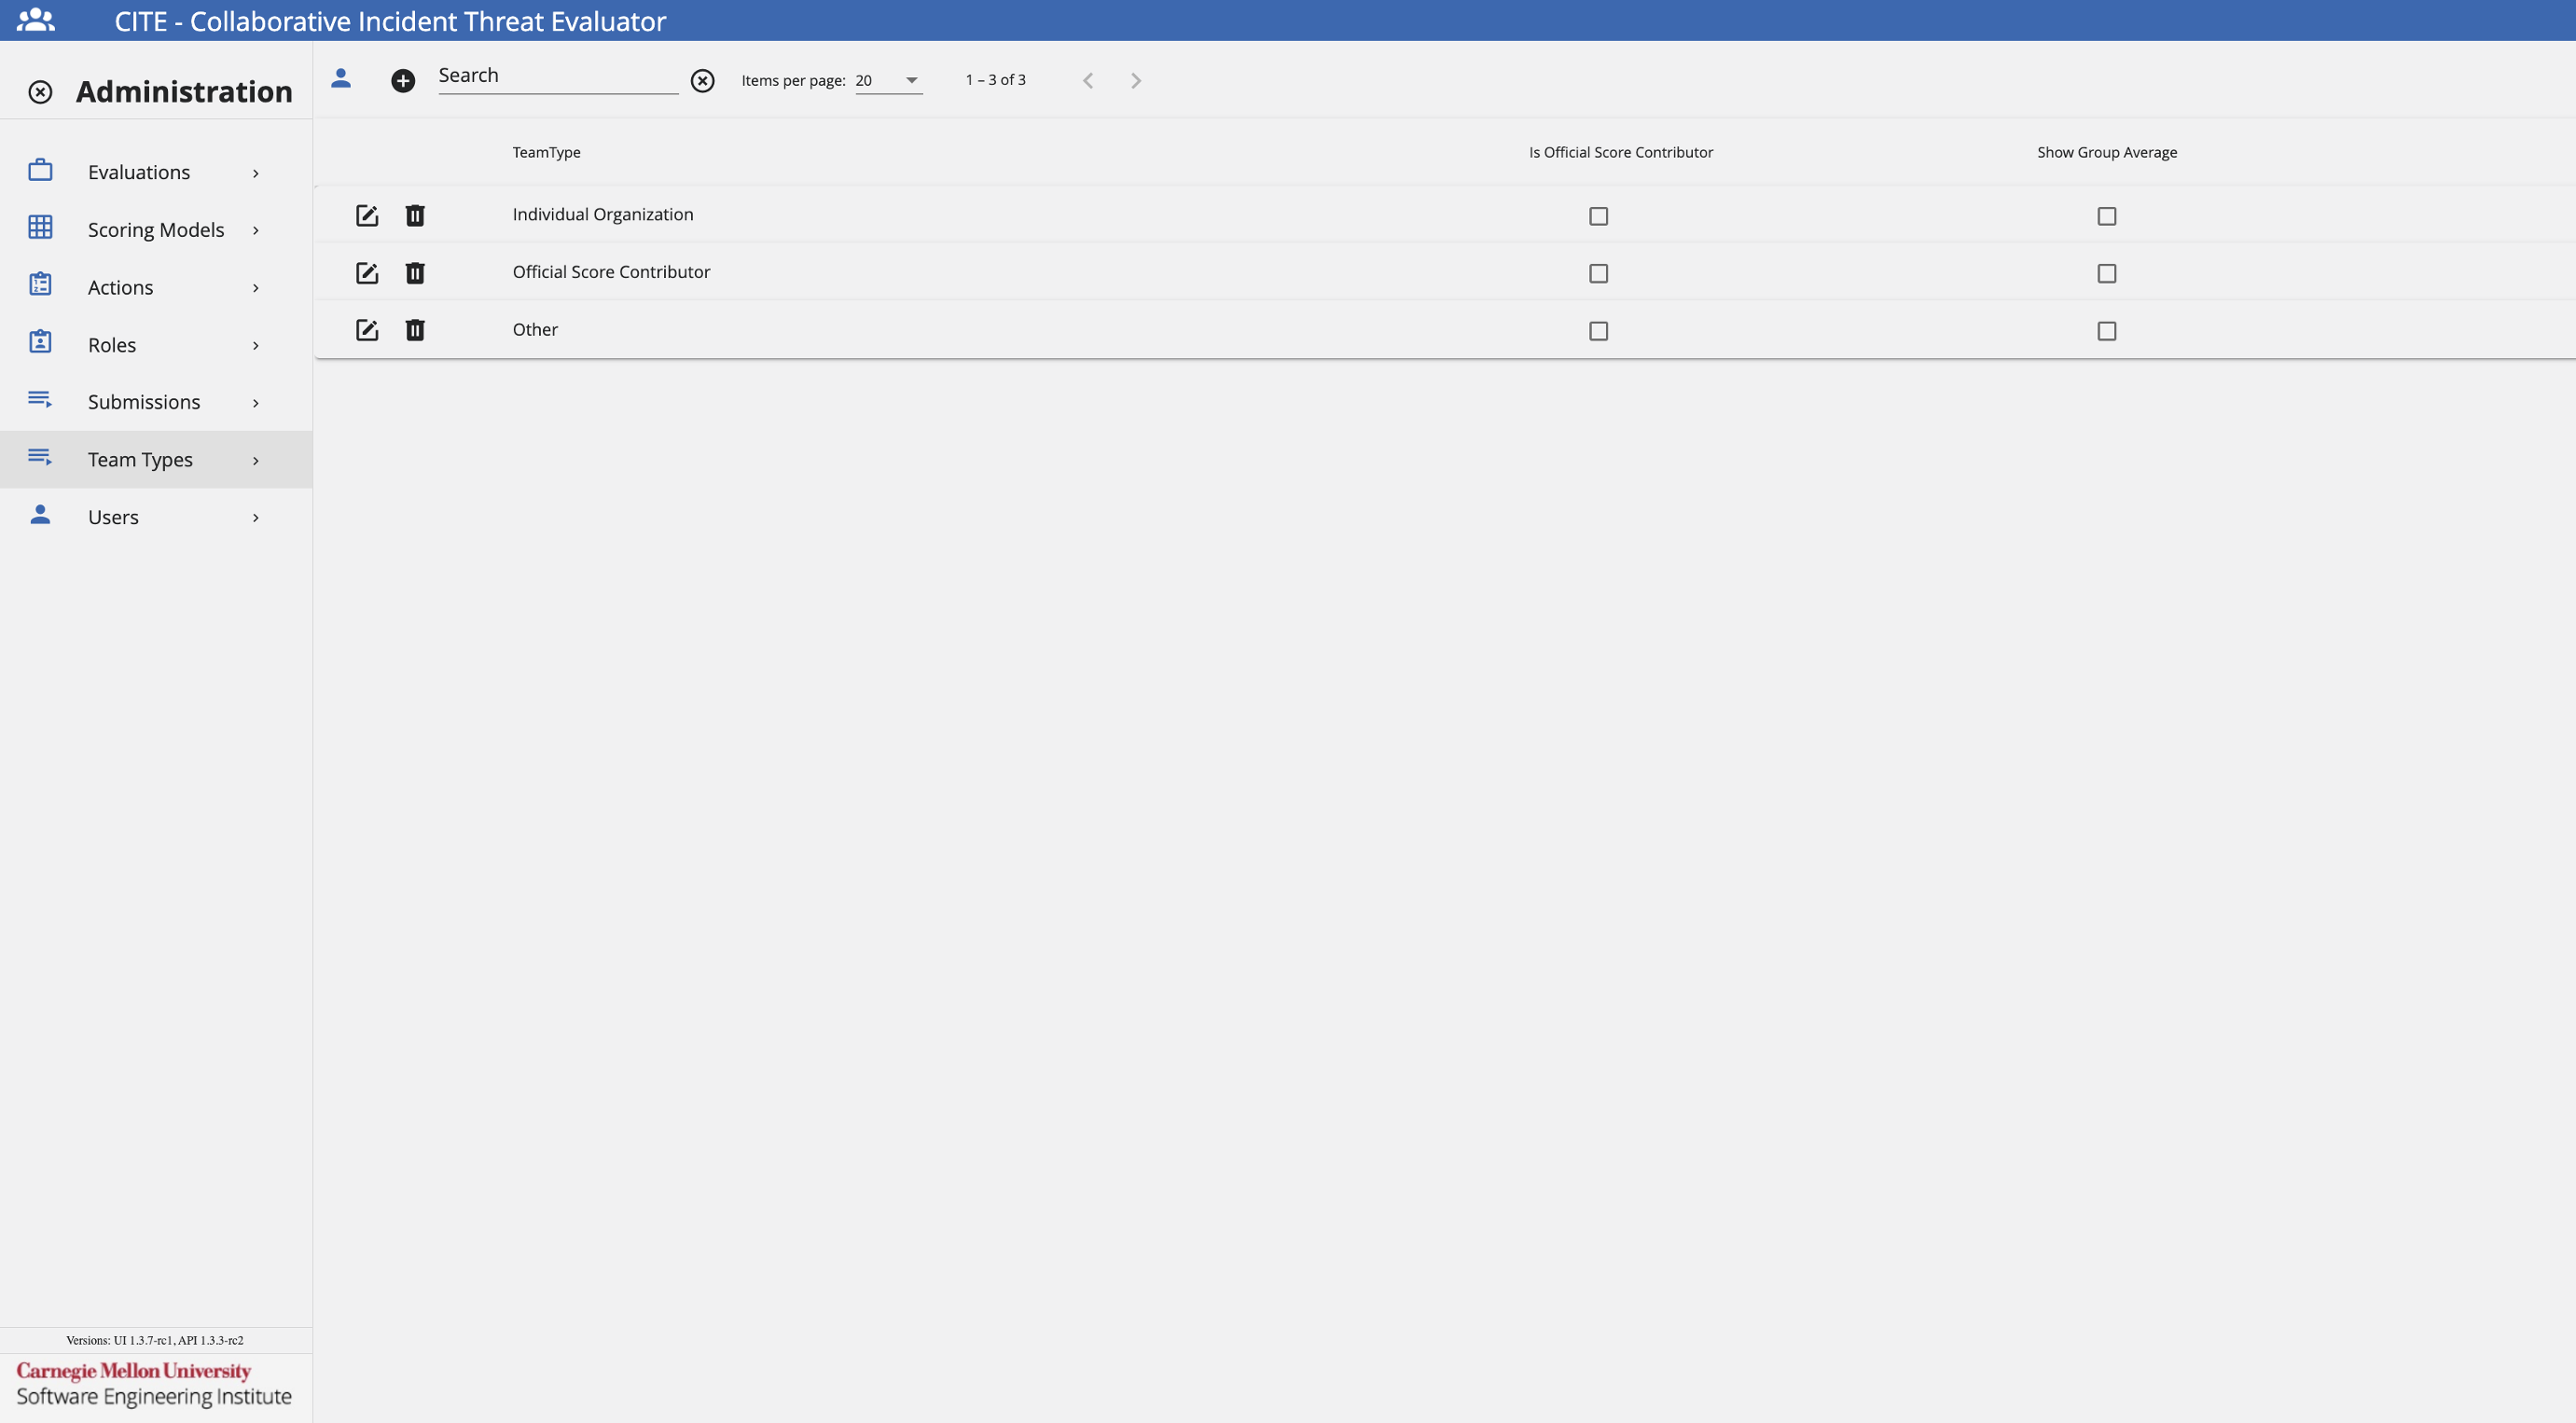 CITE - Collaborative Incident Threat Evaluator
Administration
Evaluations
Scoring Models
Actions
Roles
Submissions
Team Types
Users
Versions: UI 1.3.7-rc1, API 1.3.3-rc2
Carnegie Mellon University
Software Engineering Institute
Search
Items per page: 20
1 – 3 of 3
TeamType Is Official Score Contributor Show Group Average
Individual Organization
Official Score Contributor
Other